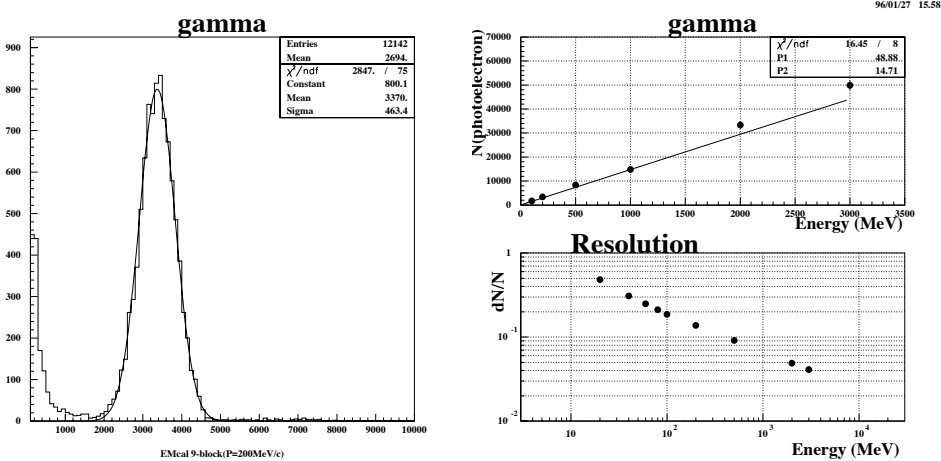 96/01/27 15.58
gamma
Entries 12142
Mean 2694.
χ²/ndf 2847. / 75
Constant 800.1
Mean 3370.
Sigma 463.4
900
800
700
600
500
400
300
200
100
0
1000 2000 3000 4000 5000 6000 7000 8000 9000 10000
EMcal 9-block(P=200MeV/c)
gamma
χ²/ndf 16.45 / 8
P1 48.88
P2 14.71
N(photoelectron)
70000
60000
50000
40000
30000
20000
10000
0
0 500 1000 1500 2000 2500 3000 3500
Energy (MeV)
Resolution
dN/N
1
10⁻¹
10⁻²
10 10² 10³ 10⁴
Energy (MeV)